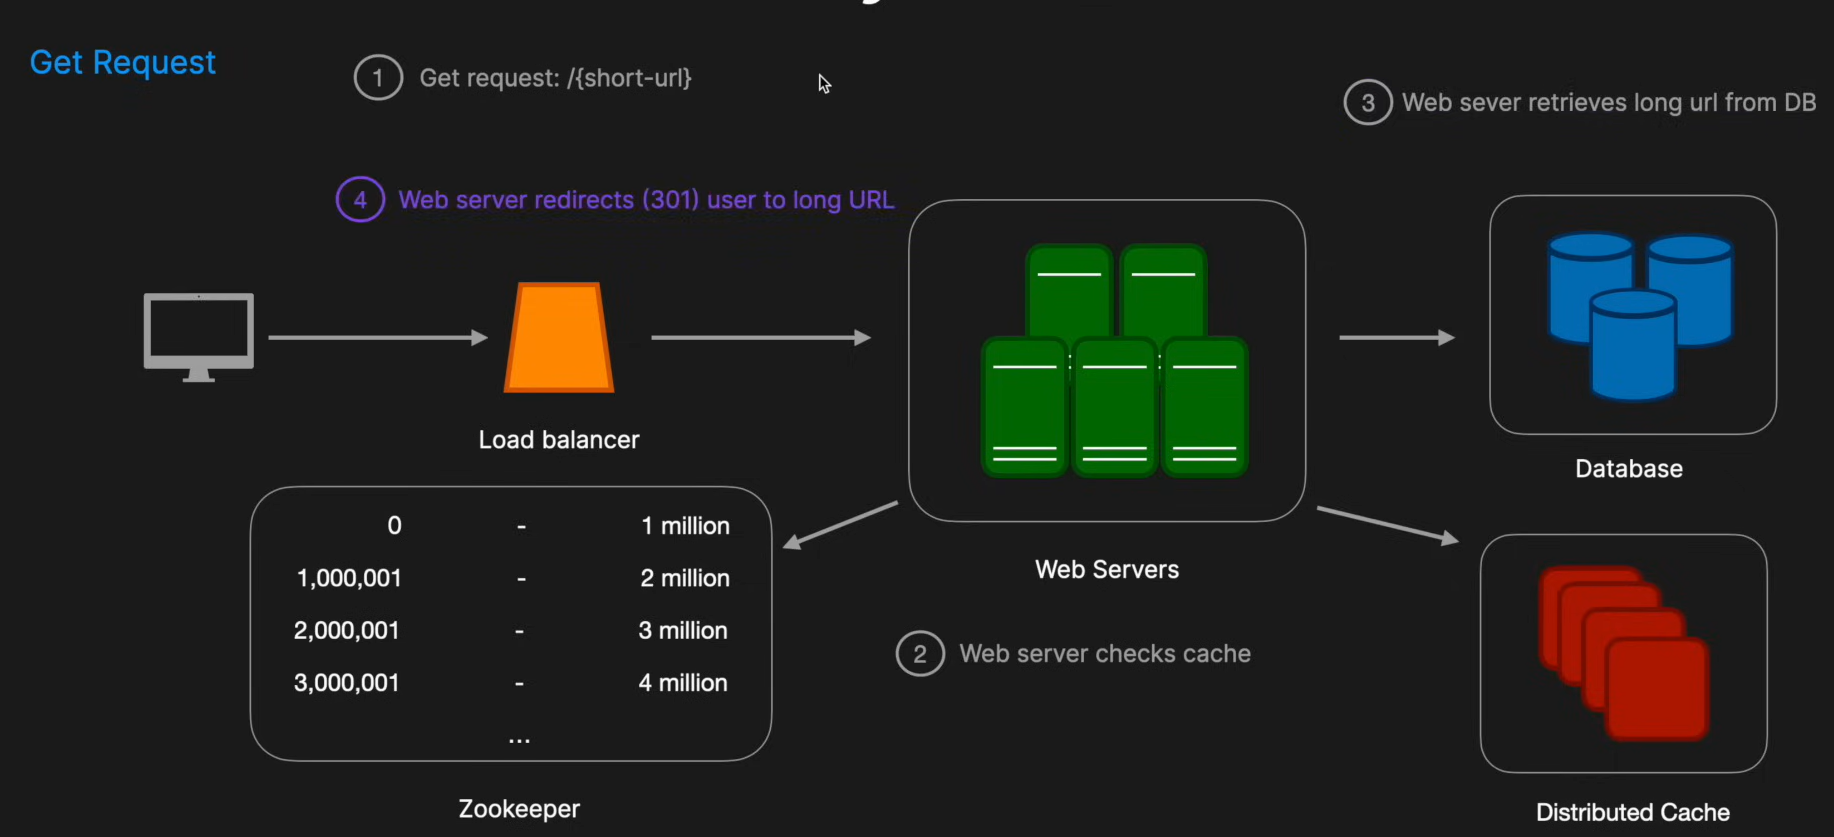 Get Request
1 Get request: /{short-url}
3 Web sever retrieves long url from DB
4 Web server redirects (301) user to long URL
Load balancer
Database
0 - 1 million
1,000,001 - 2 million
2,000,001 - 3 million
3,000,001 - 4 million
...
Web Servers
2 Web server checks cache
Zookeeper
Distributed Cache